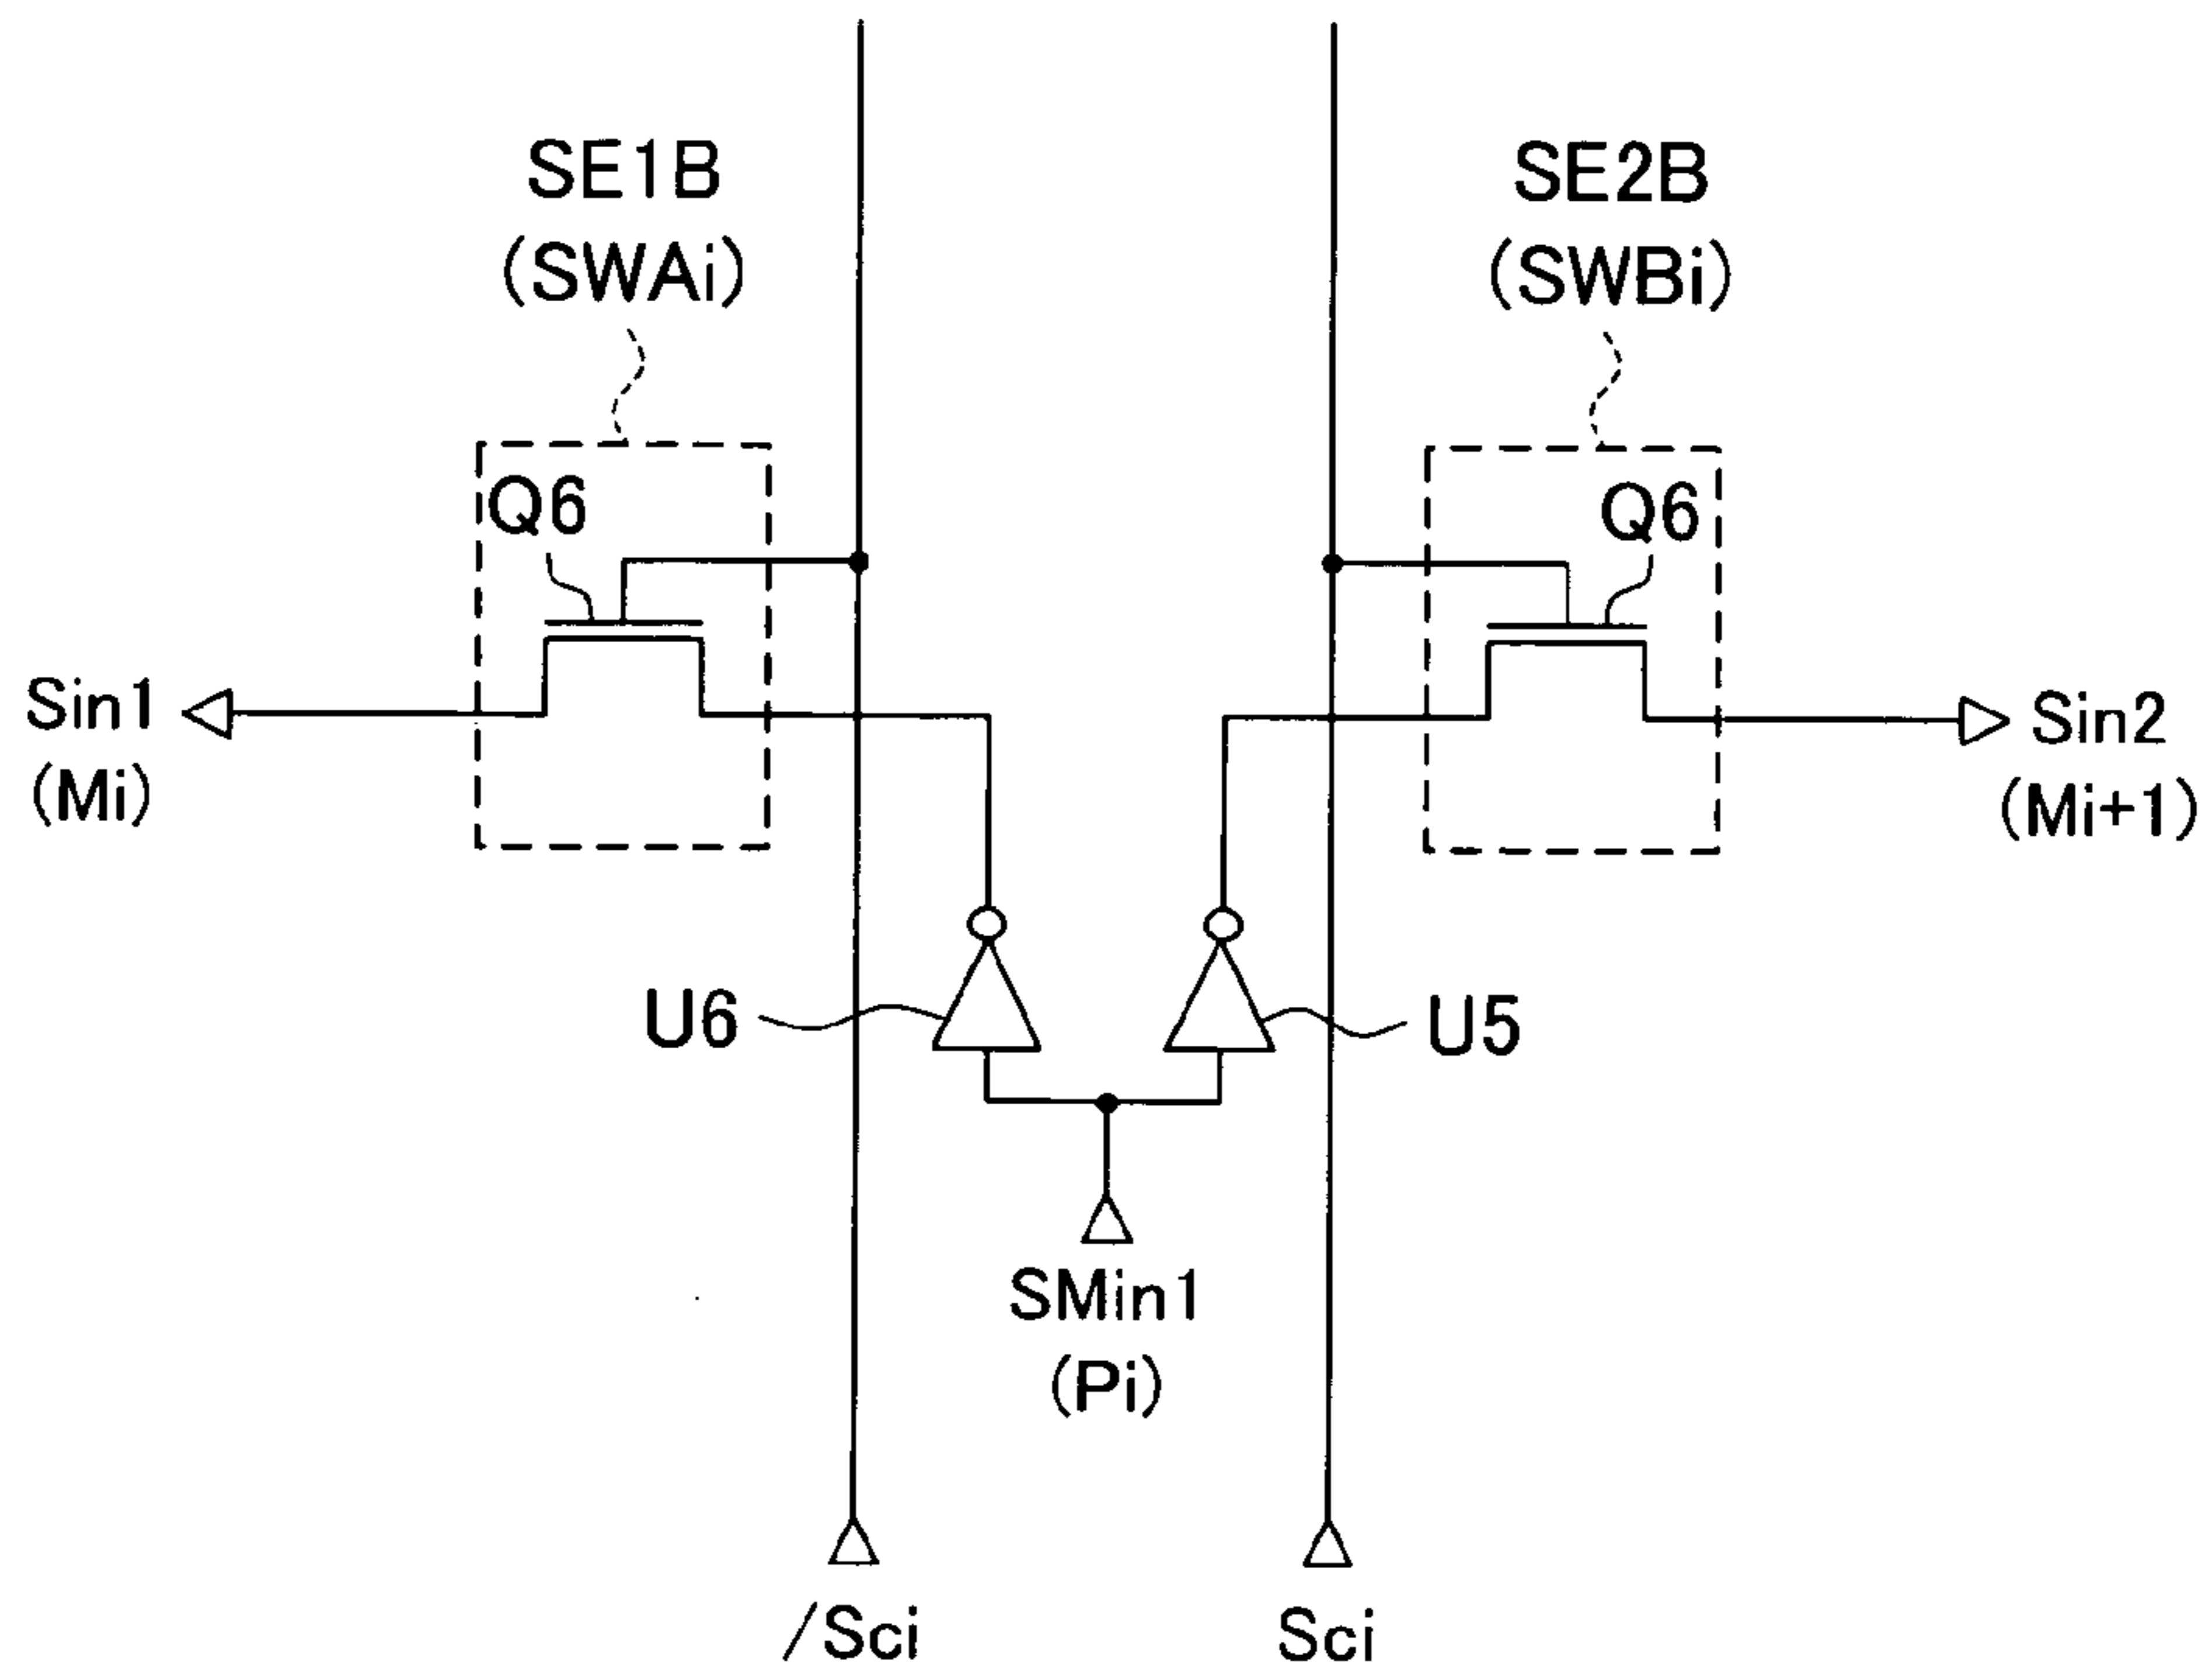 SE1B
(SWAi)
SE2B
(SWBi)
Q6
Q6
Sin1
(Mi)
Sin2
(Mi+1)
U6
U5
SMin1
(Pi)
/Sci
Sci